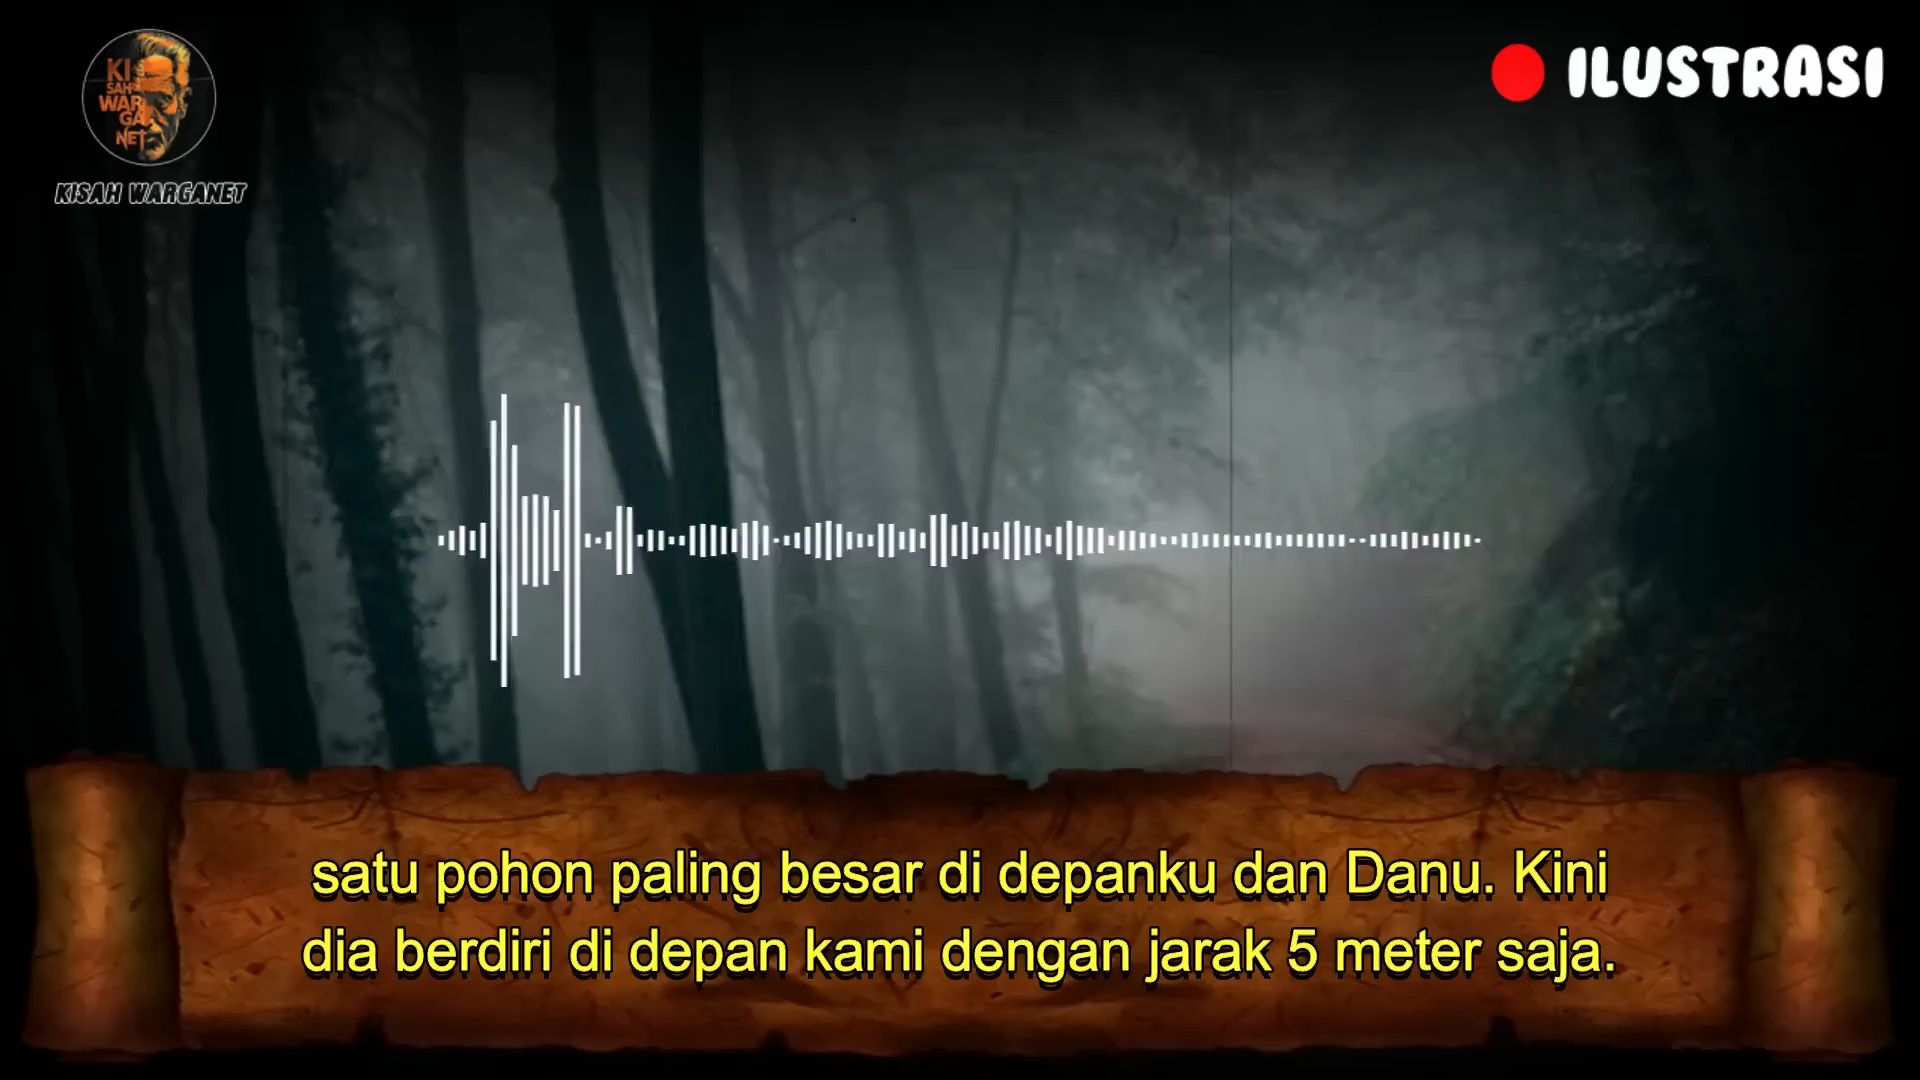 KI
SAH
WAR
GA
NET
KISAH WARGANET
ILUSTRASI
satu pohon paling besar di depanku dan Danu. Kini
dia berdiri di depan kami dengan jarak 5 meter saja.